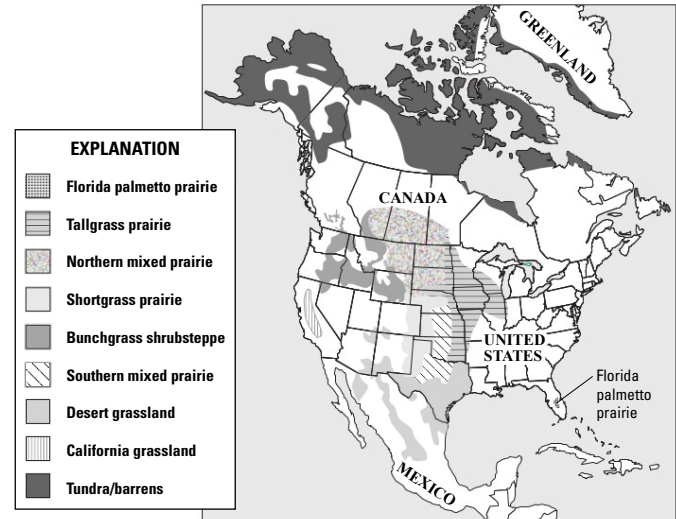 GREENLAND
EXPLANATION
Florida palmetto prairie
Tallgrass prairie
Northern mixed prairie
Shortgrass prairie
Bunchgrass shrubsteppe
Southern mixed prairie
Desert grassland
California grassland
Tundra/barrens
CANADA
UNITED
STATES
Florida
palmetto
prairie
MEXICO